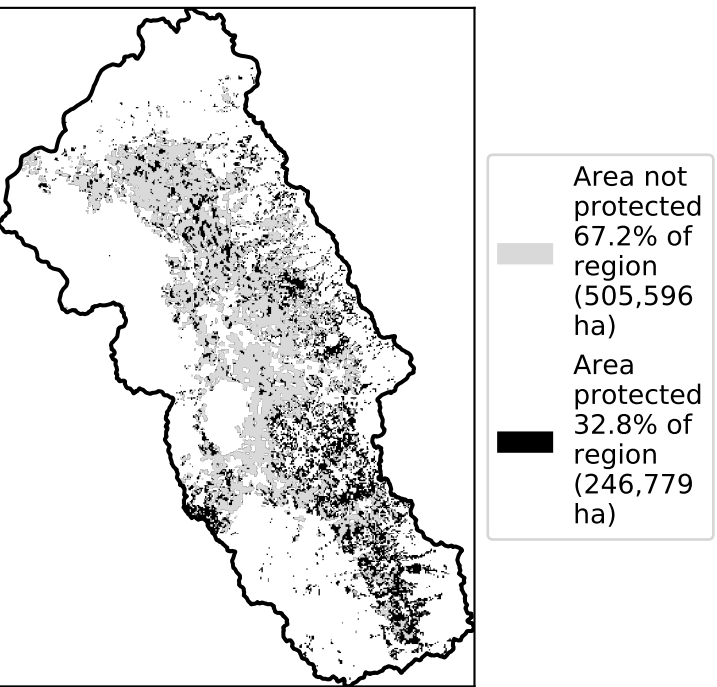 Area not
protected
67.2% of
region
(505,596
ha)
Area
protected
32.8% of
region
(246,779
ha)